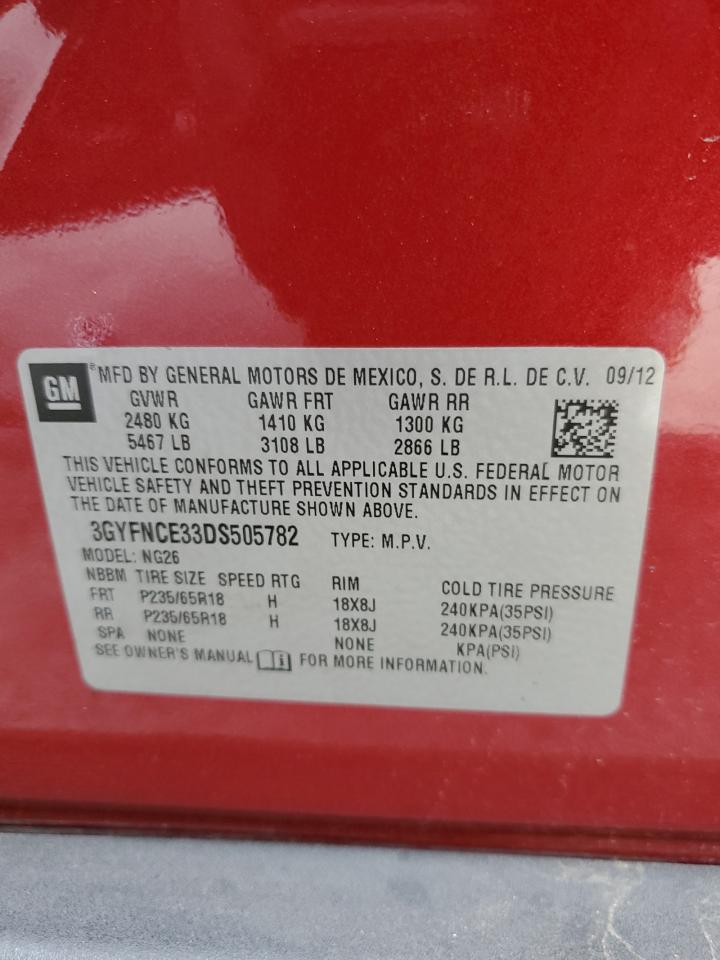 GM ® MFD BY GENERAL MOTORS DE MEXICO, S. DE R.L. DE C.V. 09/12
GVWR GAWR FRT GAWR RR
2480 KG 1410 KG 1300 KG
5467 LB 3108 LB 2866 LB
THIS VEHICLE CONFORMS TO ALL APPLICABLE U.S. FEDERAL MOTOR
VEHICLE SAFETY AND THEFT PREVENTION STANDARDS IN EFFECT ON
THE DATE OF MANUFACTURE SHOWN ABOVE.
3GYFNCE33DS505782 TYPE: M.P.V.
MODEL: NG26
NBBM TIRE SIZE SPEED RTG RIM COLD TIRE PRESSURE
FRT P235/65R18 H 18X8J 240KPA(35PSI)
RR P235/65R18 H 18X8J 240KPA(35PSI)
SPA NONE NONE KPA(PSI)
SEE OWNER'S MANUAL FOR MORE INFORMATION.